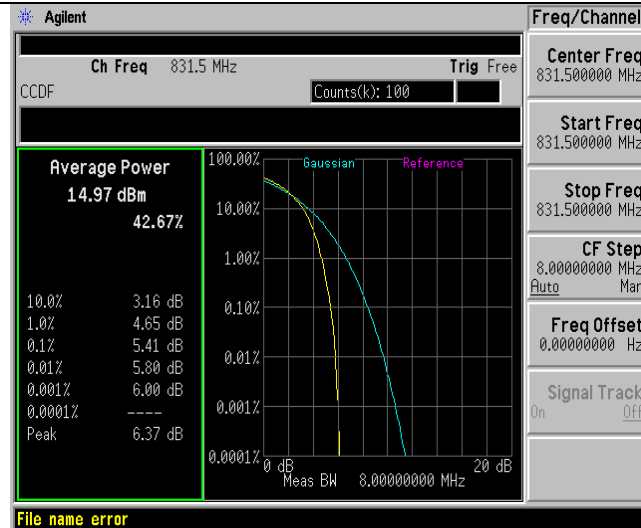 Agilent
Freq/Channel
Ch Freq 831.5 MHz Trig Free
CCDF Counts(k): 100
Average Power
14.97 dBm
42.67%
10.0% 3.16 dB
1.0% 4.65 dB
0.1% 5.41 dB
0.01% 5.80 dB
0.001% 6.00 dB
0.0001% ----
Peak 6.37 dB
Gaussian Reference
100.00%
10.00%
1.00%
0.10%
0.01%
0.001%
0.0001%
0 dB 20 dB
Meas BW 8.00000000 MHz
Center Freq
831.500000 MHz
Start Freq
831.500000 MHz
Stop Freq
831.500000 MHz
CF Step
8.00000000 MHz
Auto Man
Freq Offset
0.00000000 Hz
Signal Track
On Off
File name error